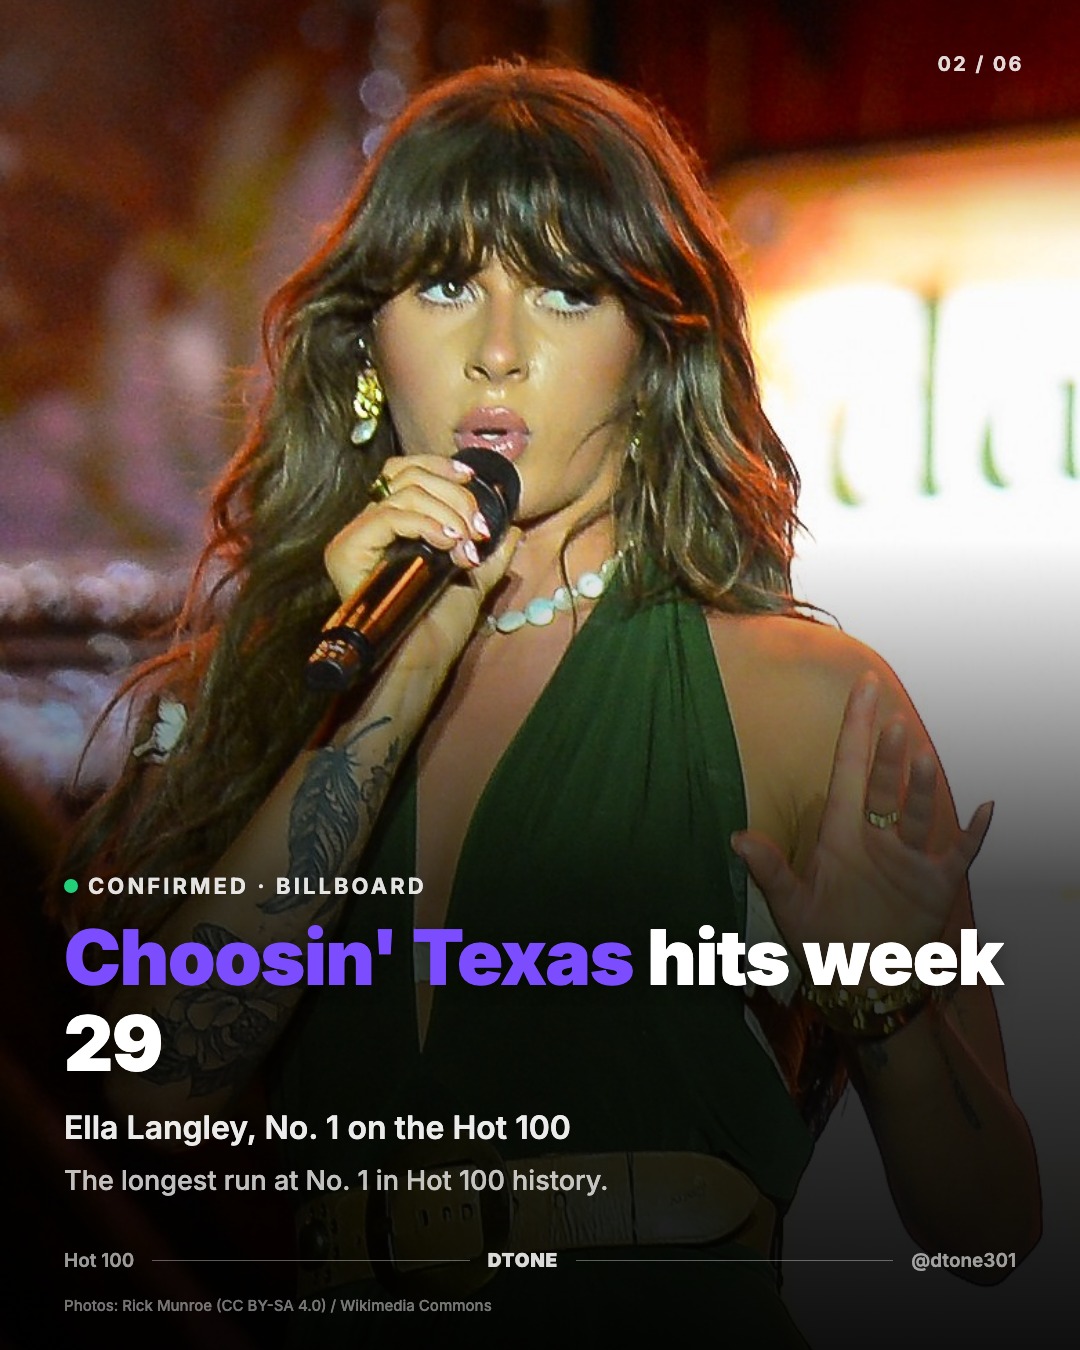 02 / 06
CONFIRMED · BILLBOARD
Choosin' Texas hits week
29
Ella Langley, No. 1 on the Hot 100
The longest run at No. 1 in Hot 100 history.
Hot 100 DTONE @dtone301
Photos: Rick Munroe (CC BY-SA 4.0) / Wikimedia Commons